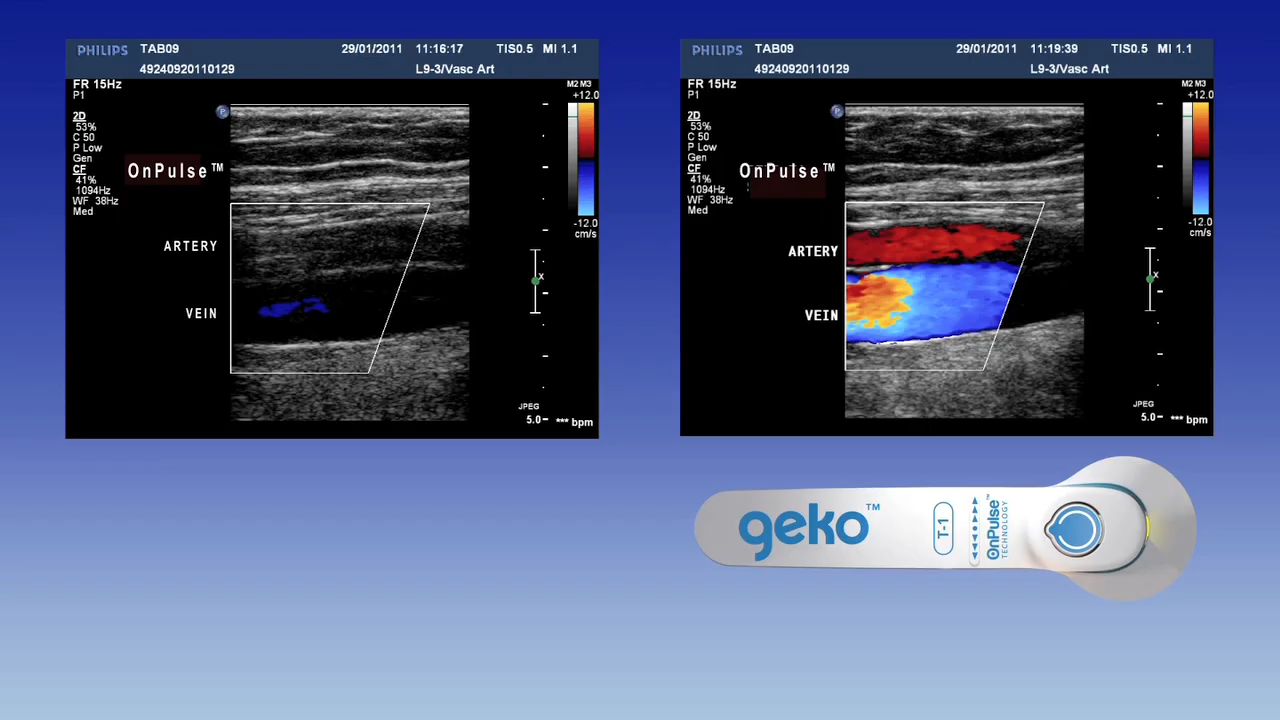 PHILIPS TAB09 29/01/2011 11:16:17 TIS0.5 MI 1.1
49240920110129 L9-3/Vasc Art
FR 15Hz
P1
2D
53%
C 50
P Low
Gen
CF
41%
1094Hz
WF 38Hz
Med
P
OnPulse™
ARTERY
VEIN
M2 M3
+12.0
-12.0
cm/s
X
JPEG
5.0
*** bpm
PHILIPS TAB09 29/01/2011 11:19:39 TIS0.5 MI 1.1
49240920110129 L9-3/Vasc Art
FR 15Hz
P1
2D
53%
C 50
P Low
Gen
CF
41%
1094Hz
WF 38Hz
Med
P
OnPulse™
ARTERY
VEIN
M2 M3
+12.0
-12.0
cm/s
X
JPEG
5.0
*** bpm
geko™
T-1
OnPulse™
TECHNOLOGY